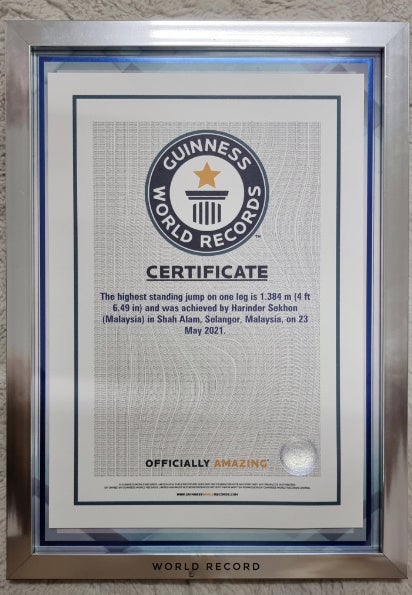 GUINNESS
WORLD RECORDS
TM
CERTIFICATE
The highest standing jump on one leg is 1.384 m (4 ft
6.49 in) and was achieved by Harinder Sekhon
(Malaysia) in Shah Alam, Selangor, Malaysia, on 23
May 2021.
OFFICIALLY AMAZING
WWW.GUINNESSWORLDRECORDS.COM
WORLD RECORD